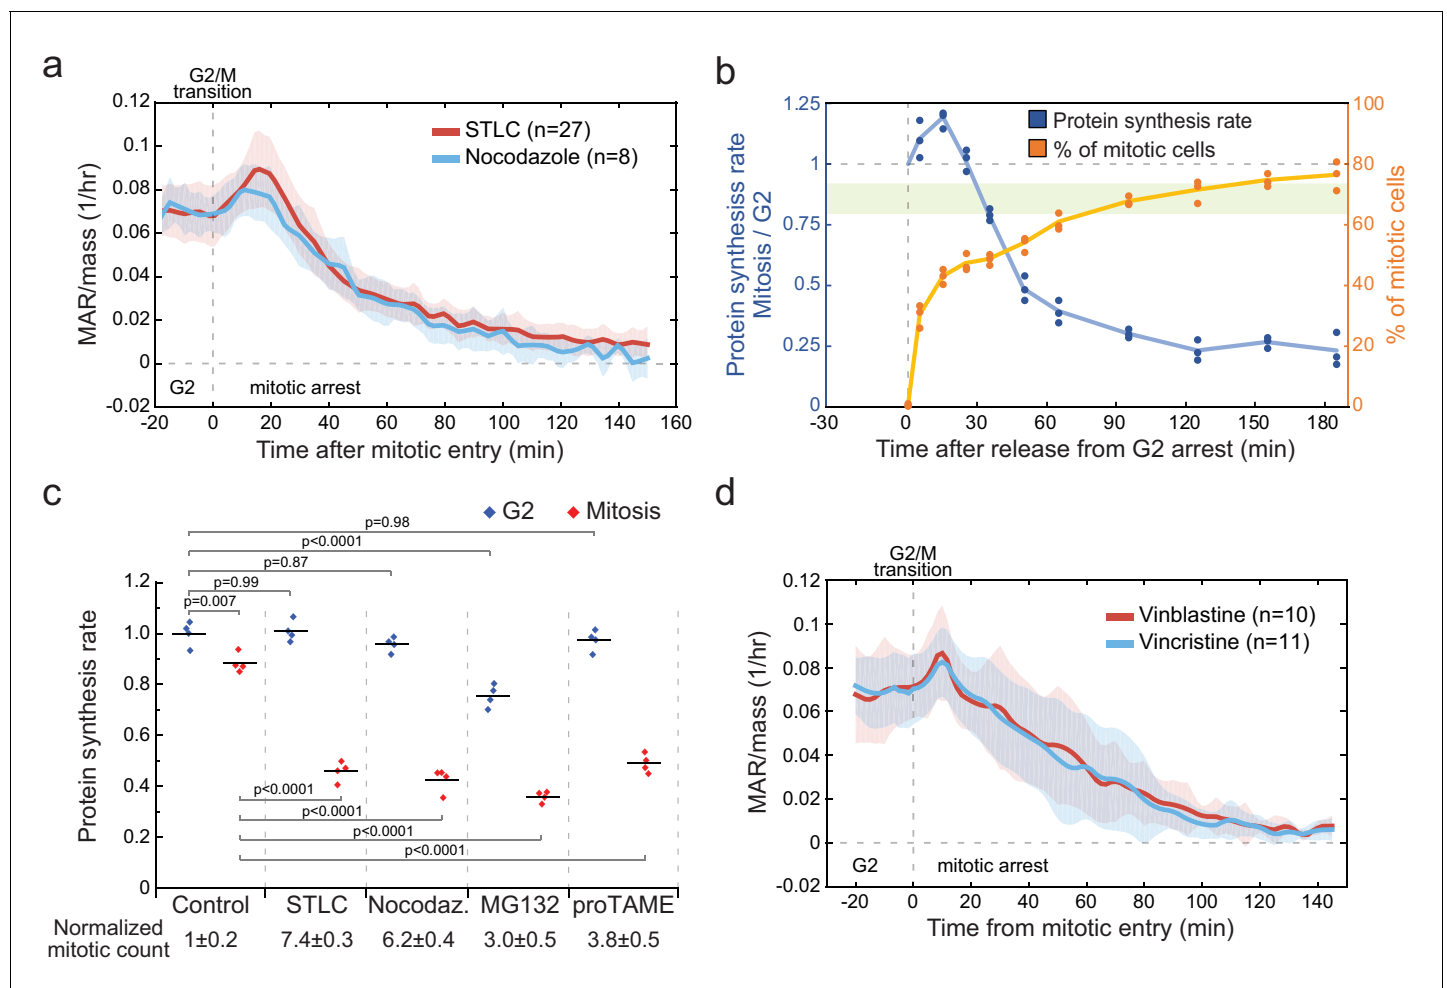 a
G2/M
transition
0.12
0.1
0.08
0.06
0.04
0.02
0
-0.02
MAR/mass (1/hr)
STLC (n=27)
Nocodazole (n=8)
G2
mitotic arrest
-20 0 20 40 60 80 100 120 140 160
Time after mitotic entry (min)
b
1.25
1
0.75
0.5
0.25
0
Protein synthesiss rate
Mitosis / G2
Protein synthesis rate
% of mitotic cells
100
80
60
40
20
0
% of mitotic cells
-30 0 30 60 90 120 150 180
Time after release from G2 arrest (min)
c
G2 Mitosis
p=0.98
p<0.0001
p=0.87
p=0.99
p=0.007
1.2
1.0
0.8
0.6
0.4
0.2
0
Protein synthesis rate
p<0.0001
p<0.0001
p<0.0001
p<0.0001
Control STLC Nocodaz. MG132 proTAME
Normalized
mitotic count
1±0.2 7.4±0.3 6.2±0.4 3.0±0.5 3.8±0.5
d
G2/M
transition
0.12
0.1
0.08
0.06
0.04
0.02
0
-0.02
MAR/mass (1/hr)
Vinblastine (n=10)
Vincristine (n=11)
G2
mitotic arrest
-20 0 20 40 60 80 100 120 140
Time from mitotic entry (min)